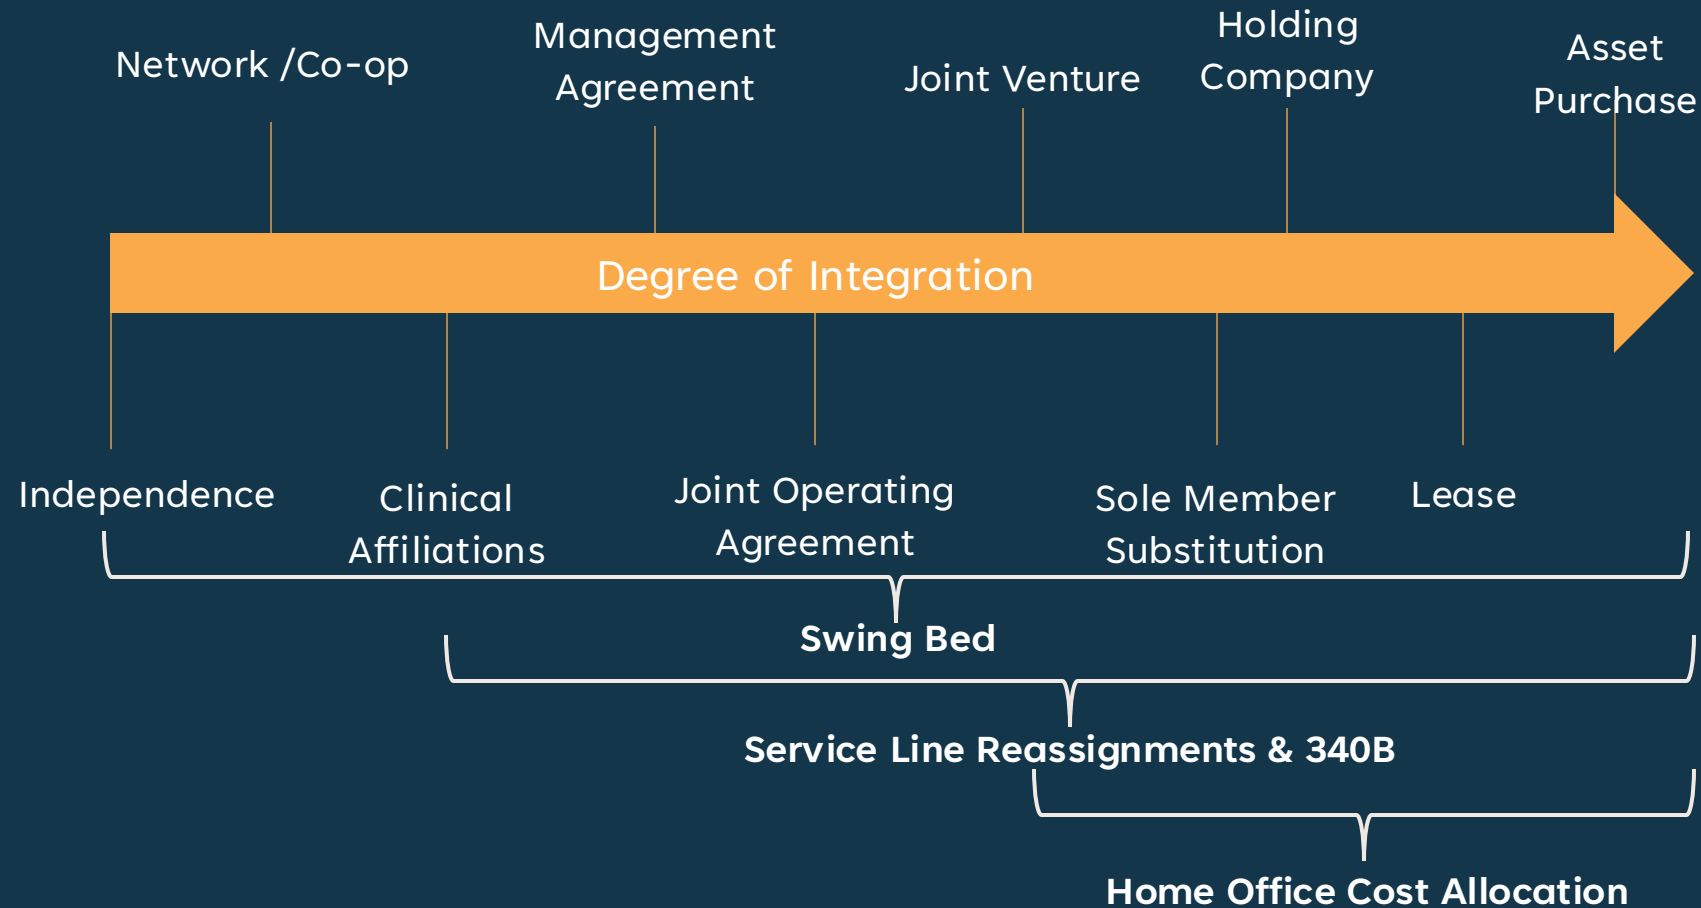 Network /Co-op
Management
Agreement
Joint Venture
Holding
Company
Asset
Purchase
Degree of Integration
Independence
Clinical
Affiliations
Joint Operating
Agreement
Sole Member
Substitution
Lease
Swing Bed
Service Line Reassignments & 340B
Home Office Cost Allocation